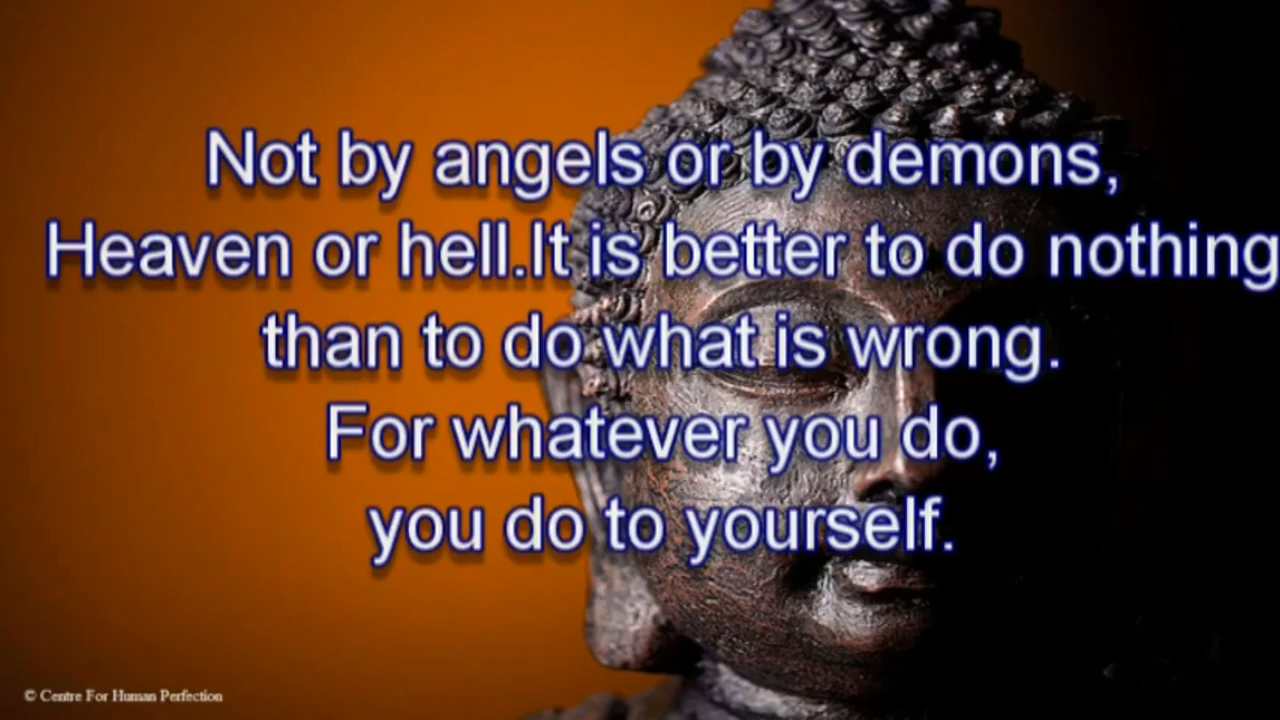 Not by angels or by demons,
Heaven or hell.It is better to do nothing
than to do what is wrong.
For whatever you do,
you do to yourself.
© Centre For Human Perfection